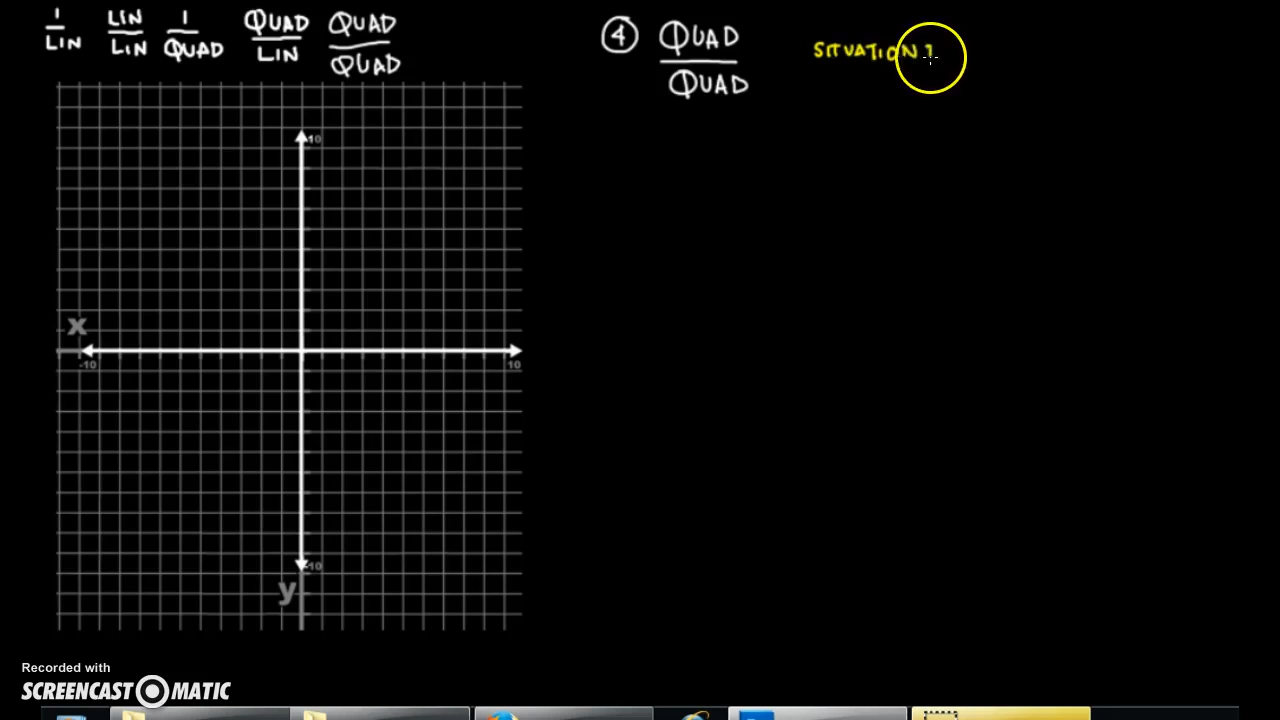 1/LIN LIN/LIN 1/QUAD QUAD/LIN QUAD/QUAD
4 QUAD/QUAD
SITUATION 1
10
x
-10 10
-10
y
Recorded with
SCREENCAST-O-MATIC